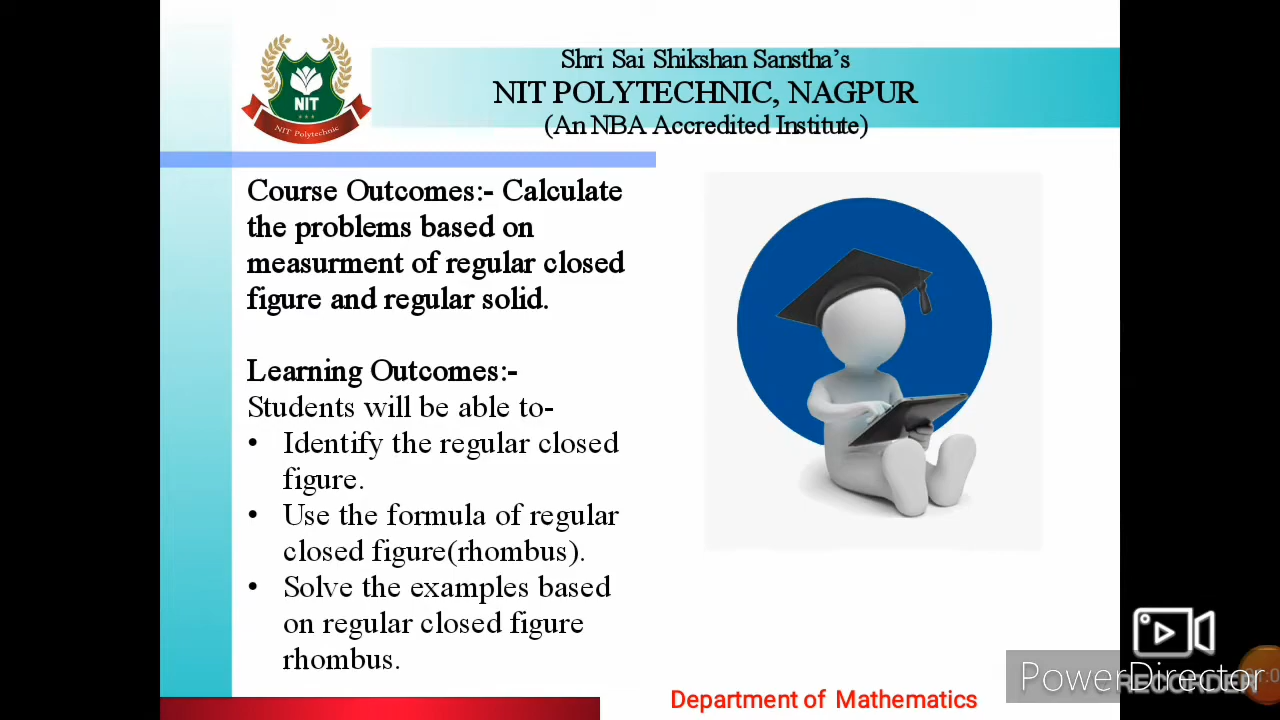 Shri Sai Shikshan Sanstha's
NIT POLYTECHNIC, NAGPUR
(An NBA Accredited Institute)
NIT
NIT Polytechnic
Course Outcomes:- Calculate
the problems based on
measurment of regular closed
figure and regular solid.
Learning Outcomes:-
Students will be able to-
• Identify the regular closed
figure.
• Use the formula of regular
closed figure(rhombus).
• Solve the examples based
on regular closed figure
rhombus.
Department of Mathematics
PowerDirector
RECORDER